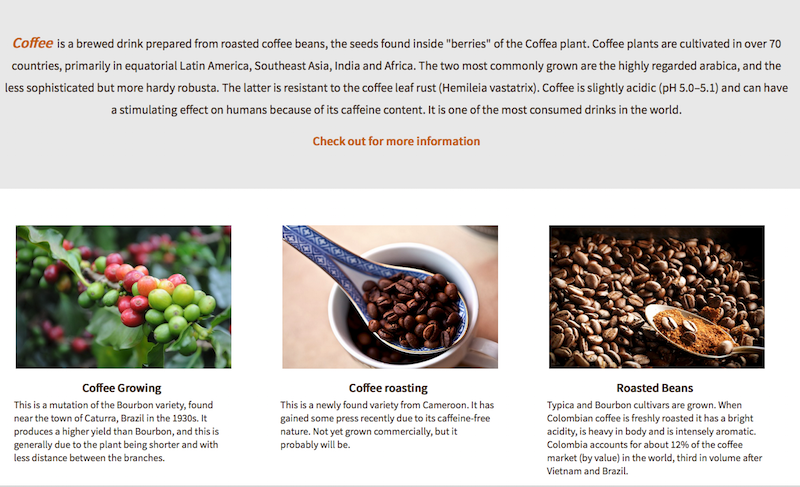 Coffee is a brewed drink prepared from roasted coffee beans, the seeds found inside "berries" of the Coffea plant. Coffee plants are cultivated in over 70
countries, primarily in equatorial Latin America, Southeast Asia, India and Africa. The two most commonly grown are the highly regarded arabica, and the
less sophisticated but more hardy robusta. The latter is resistant to the coffee leaf rust (Hemileia vastatrix). Coffee is slightly acidic (pH 5.0–5.1) and can have
a stimulating effect on humans because of its caffeine content. It is one of the most consumed drinks in the world.
Check out for more information
Coffee Growing
This is a mutation of the Bourbon variety, found
near the town of Caturra, Brazil in the 1930s. It
produces a higher yield than Bourbon, and this is
generally due to the plant being shorter and with
less distance between the branches.
Coffee roasting
This is a newly found variety from Cameroon. It has
gained some press recently due to its caffeine-free
nature. Not yet grown commercially, but it
probably will be.
Roasted Beans
Typica and Bourbon cultivars are grown. When
Colombian coffee is freshly roasted it has a bright
acidity, is heavy in body and is intensely aromatic.
Colombia accounts for about 12% of the coffee
market (by value) in the world, third in volume after
Vietnam and Brazil.